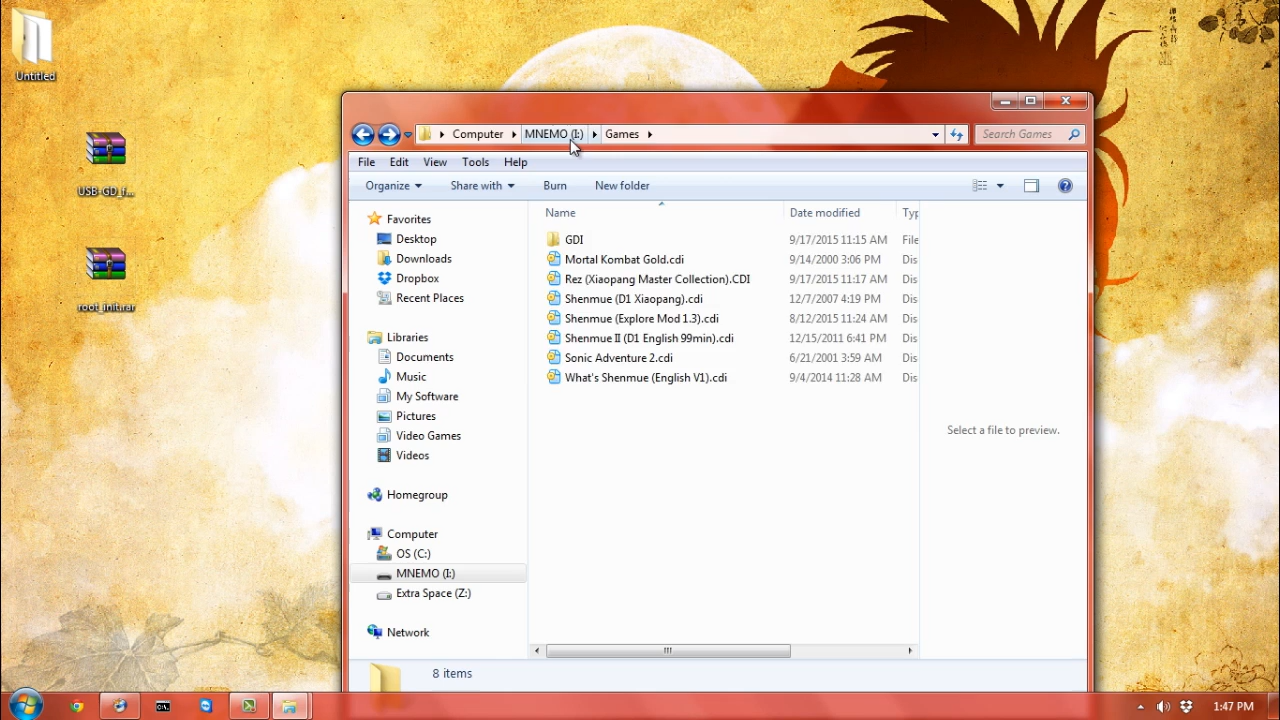 Untitled
USB-GD_f...
root_init.rar
Computer MNEMO (I:) Games Search Games
File Edit View Tools Help
Organize Share with Burn New folder
Favorites
Desktop
Downloads
Dropbox
Recent Places
Libraries
Documents
Music
My Software
Pictures
Video Games
Videos
Homegroup
Computer
OS (C:)
MNEMO (I:)
Extra Space (Z:)
Network
Name Date modified Typ
GDI 9/17/2015 11:15 AM File
Mortal Kombat Gold.cdi 9/14/2000 3:06 PM Dis
Rez (Xiaopang Master Collection).CDI 9/17/2015 11:17 AM Dis
Shenmue (D1 Xiaopang).cdi 12/7/2007 4:19 PM Dis
Shenmue (Explore Mod 1.3).cdi 8/12/2015 11:24 AM Dis
Shenmue II (D1 English 99min).cdi 12/15/2011 6:41 PM Dis
Sonic Adventure 2.cdi 6/21/2001 3:59 AM Dis
What's Shenmue (English V1).cdi 9/4/2014 11:28 AM Dis
Select a file to preview.
8 items
1:47 PM